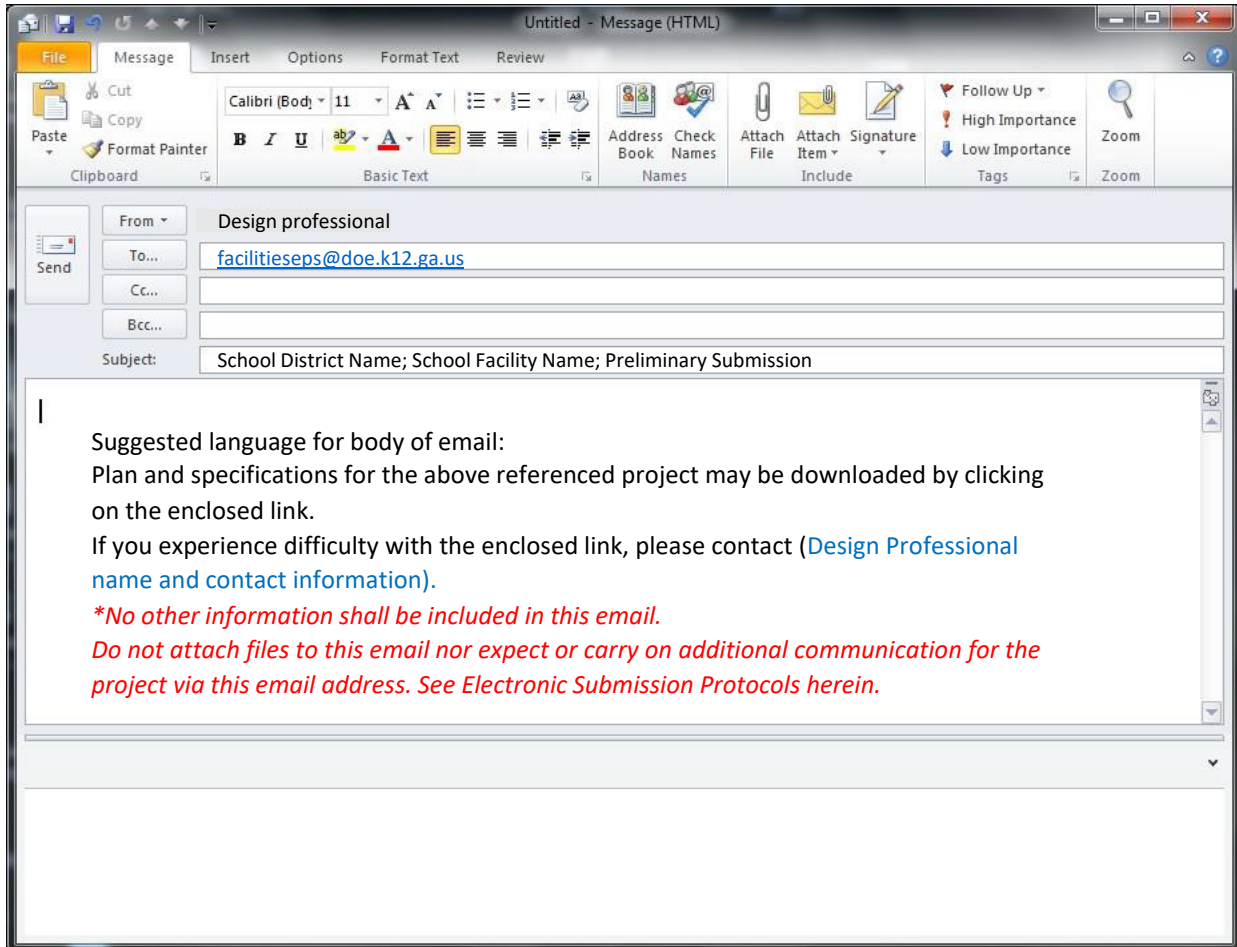 Untitled - Message (HTML)
File Message Insert Options Format Text Review
Cut
Copy
Paste
Format Painter
Clipboard
Calibri (Body 11
B I U
Basic Text
Address Book
Check Names
Names
Attach File
Attach Item
Signature
Include
Follow Up
High Importance
Low Importance
Tags
Zoom
Zoom
Send
From Design professional
To... facilitieseps@doe.k12.ga.us
Cc...
Bcc...
Subject: School District Name; School Facility Name; Preliminary Submission
Suggested language for body of email:
Plan and specifications for the above referenced project may be downloaded by clicking
on the enclosed link.
If you experience difficulty with the enclosed link, please contact (Design Professional
name and contact information).
*No other information shall be included in this email.
Do not attach files to this email nor expect or carry on additional communication for the
project via this email address. See Electronic Submission Protocols herein.